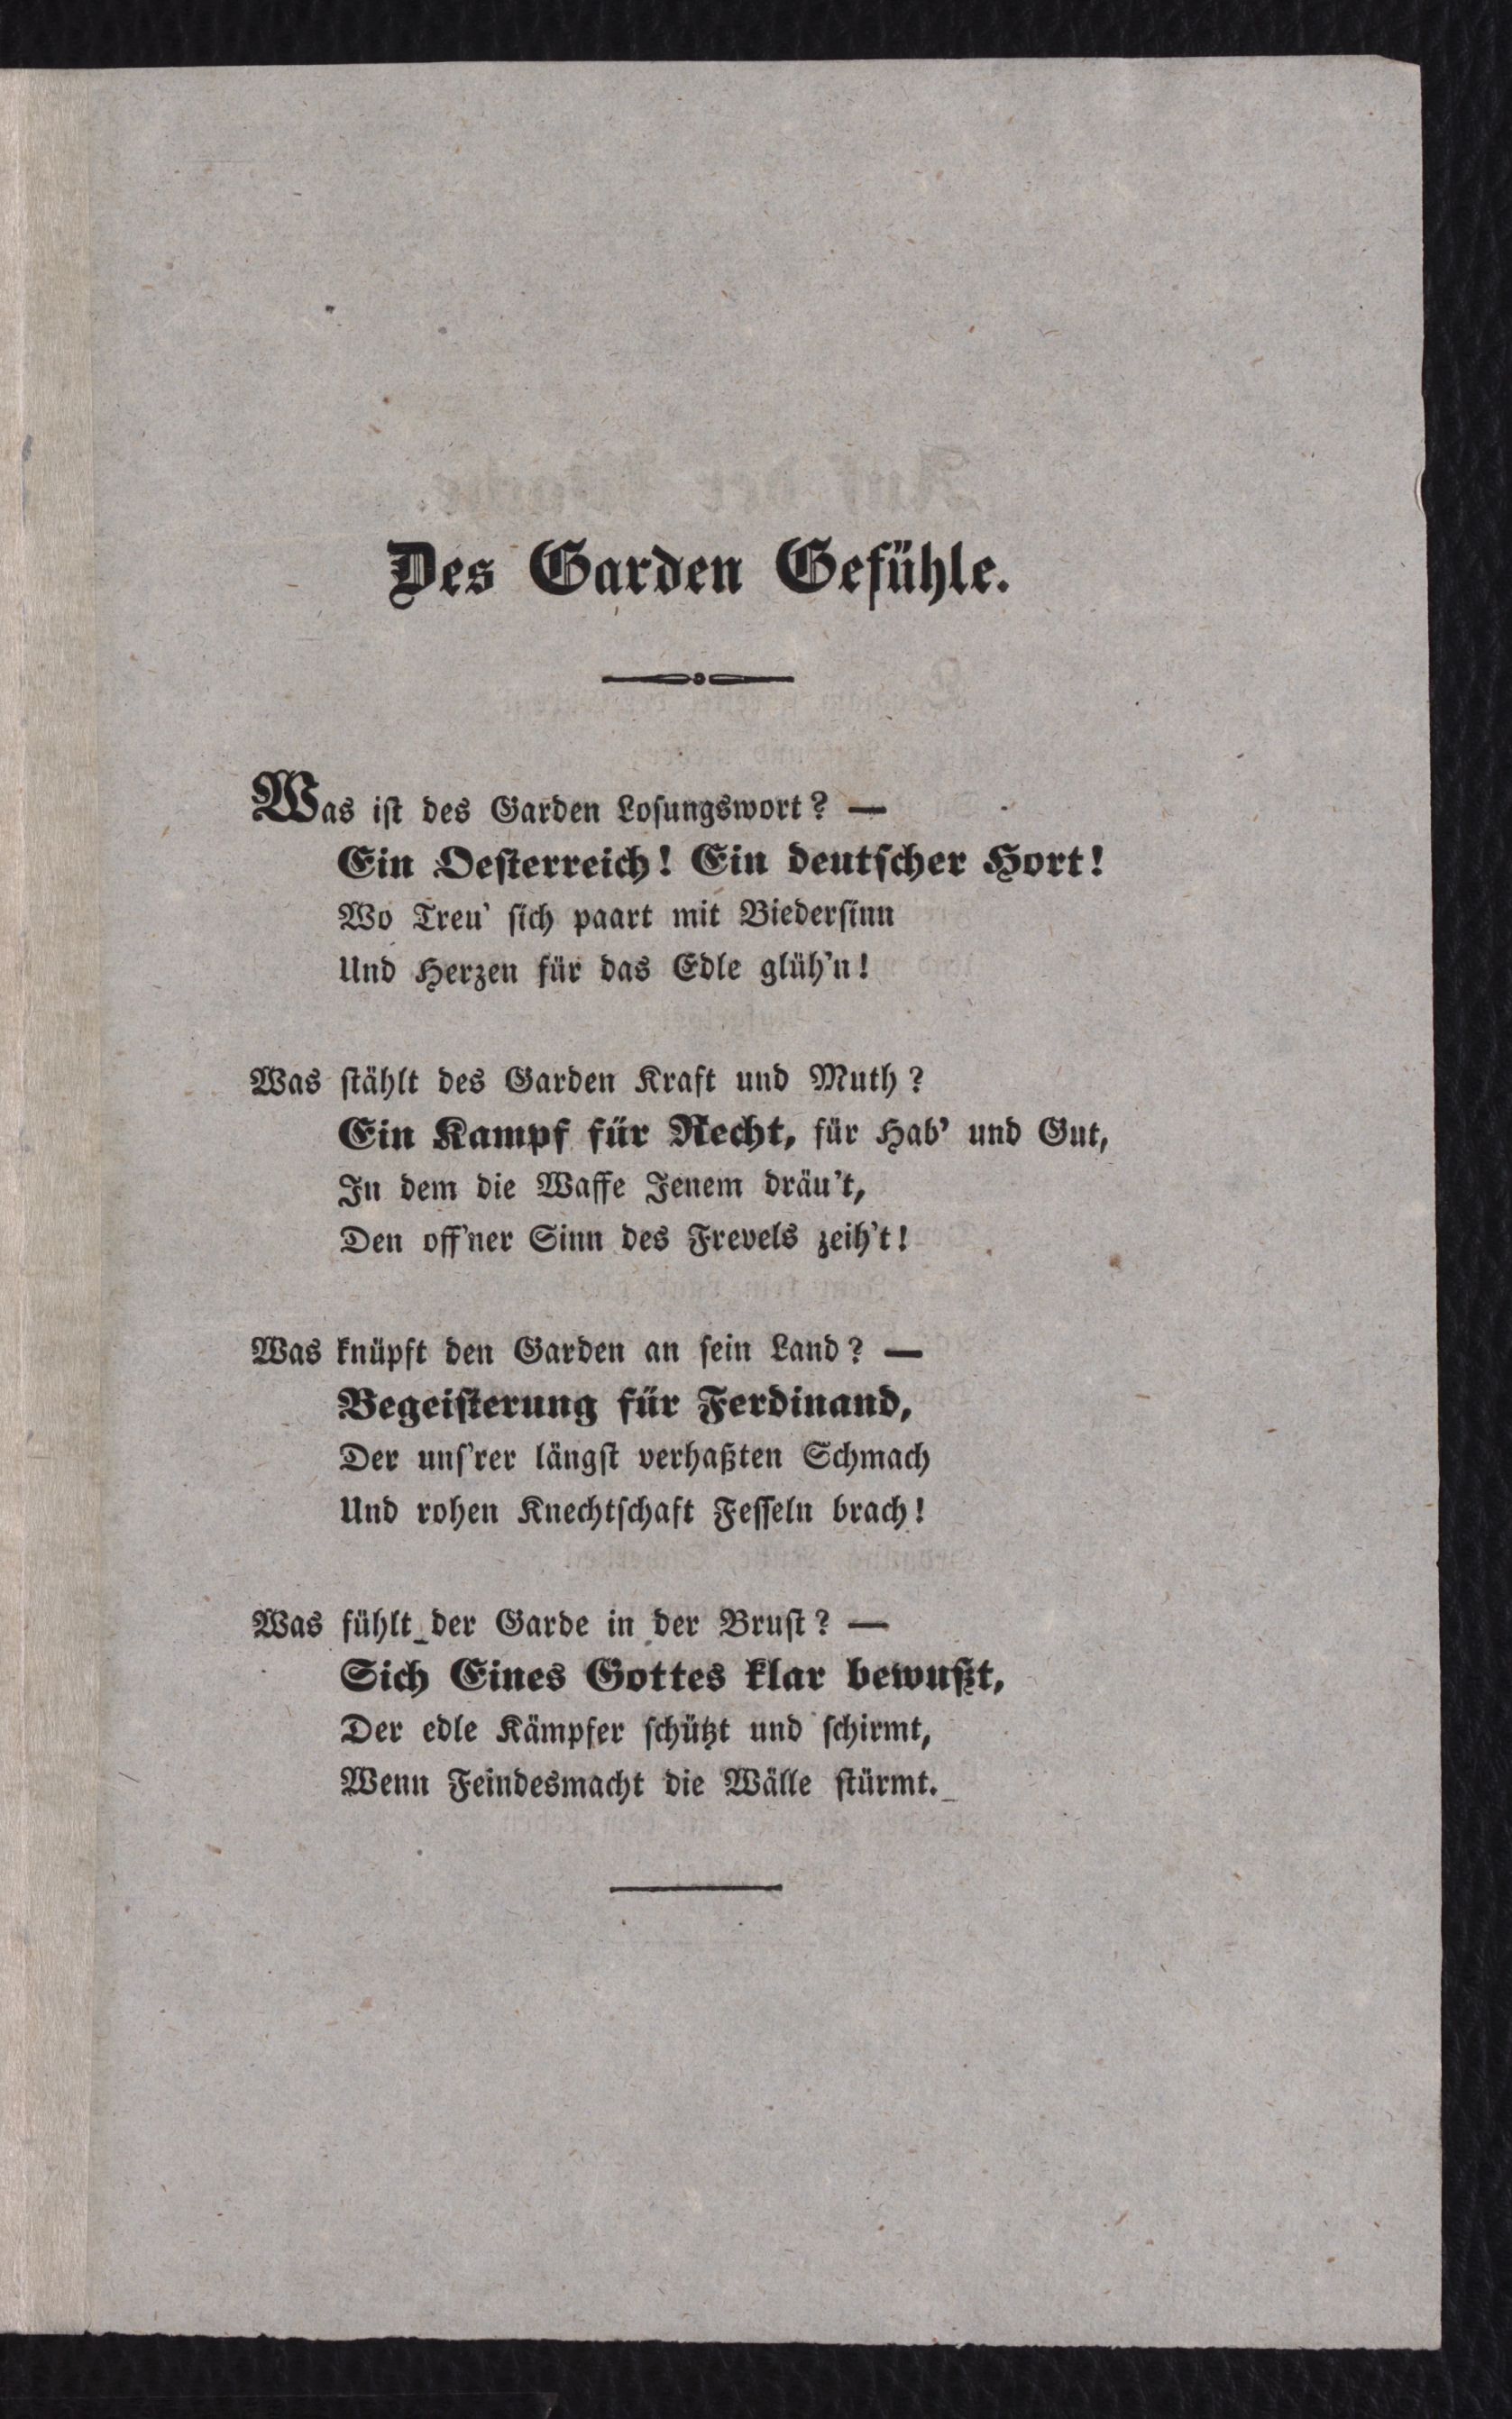 Des Garden Gefühle.
Was ist des Garden Losungswort? —
Ein Oesterreich! Ein deutscher Hort!
Wo Treu' sich paart mit Biedersinn
Und Herzen für das Edle glüh'n!
Was stählt des Garden Kraft und Muth?
Ein Kampf für Recht, für Hab' und Gut,
In dem die Waffe Jenem dräu't,
Den off'ner Sinn des Frevels zeih't!
Was knüpft den Garden an sein Land? —
Begeisterung für Ferdinand,
Der uns'rer längst verhaßten Schmach
Und rohen Knechtschaft Fesseln brach!
Was fühlt der Garde in der Brust? —
Sich Eines Gottes klar bewußt,
Der edle Kämpfer schützt und schirmt,
Wenn Feindesmacht die Wälle stürmt.